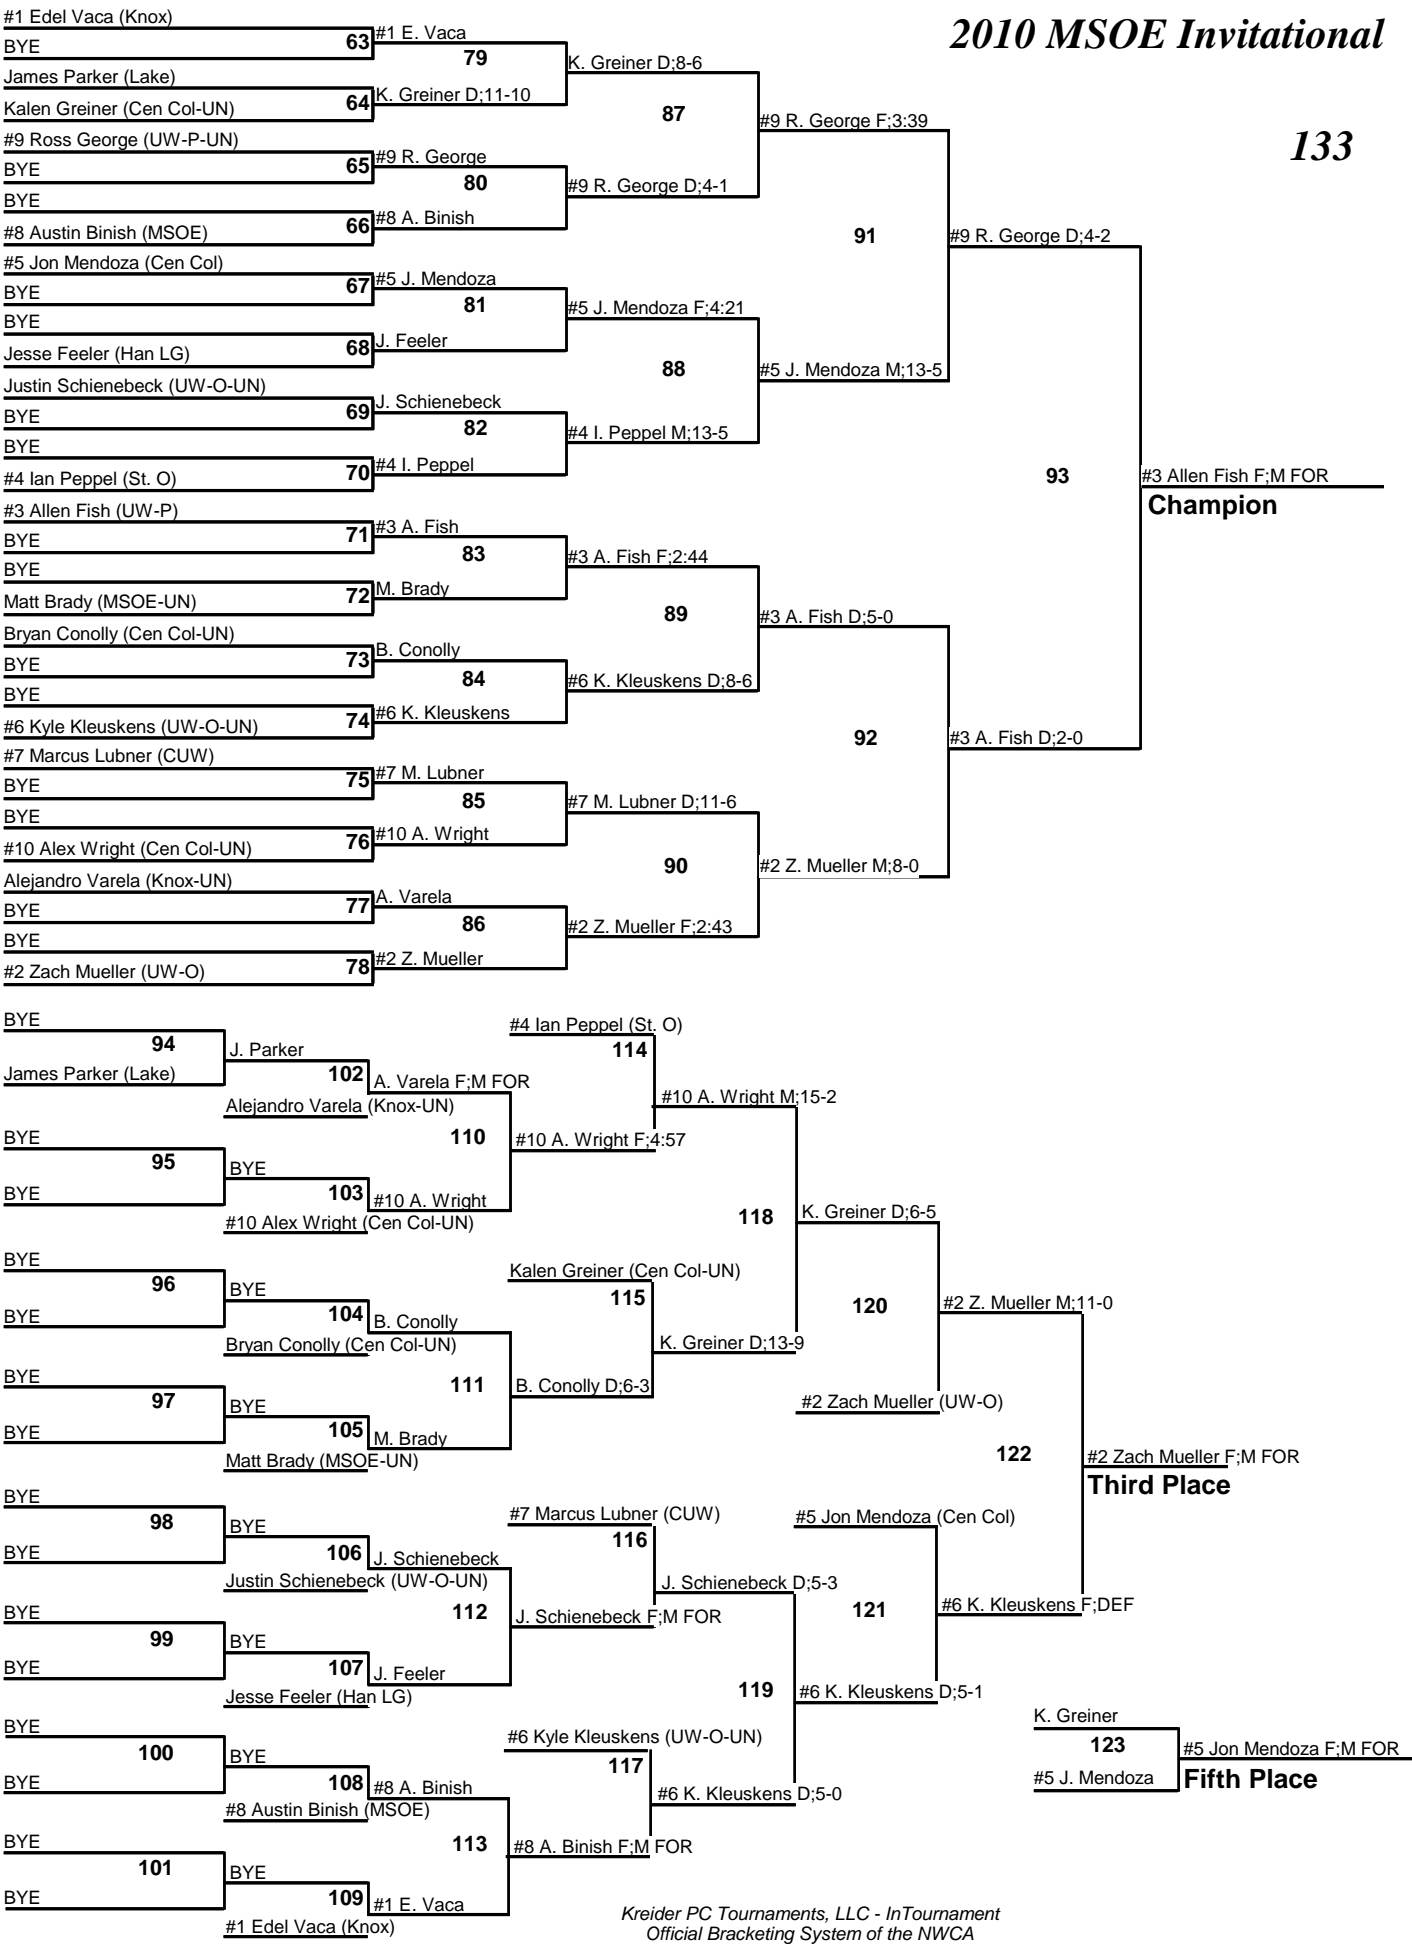 2010 MSOE Invitational
133
#1 Edel Vaca (Knox)
BYE
63
James Parker (Lake)
Kalen Greiner (Cen Col-UN)
64
#9 Ross George (UW-P-UN)
BYE
65
BYE
#8 Austin Binish (MSOE)
66
#5 Jon Mendoza (Cen Col)
BYE
67
BYE
Jesse Feeler (Han LG)
68
Justin Schienebeck (UW-O-UN)
BYE
69
BYE
#4 Ian Peppel (St. O)
70
#3 Allen Fish (UW-P)
BYE
71
BYE
Matt Brady (MSOE-UN)
72
Bryan Conolly (Cen Col-UN)
BYE
73
BYE
#6 Kyle Kleuskens (UW-O-UN)
74
#7 Marcus Lubner (CUW)
BYE
75
BYE
#10 Alex Wright (Cen Col-UN)
76
Alejandro Varela (Knox-UN)
BYE
77
BYE
#2 Zach Mueller (UW-O)
78
#1 E. Vaca
79
K. Greiner D;11-10
#9 R. George
80
#8 A. Binish
#5 J. Mendoza
81
J. Feeler
J. Schienebeck
82
#4 I. Peppel
#3 A. Fish
83
M. Brady
B. Conolly
84
#6 K. Kleuskens
#7 M. Lubner
85
#10 A. Wright
A. Varela
86
#2 Z. Mueller
K. Greiner D;8-6
87
#9 R. George D;4-1
#5 J. Mendoza F;4:21
88
#4 I. Peppel M;13-5
#3 A. Fish F;2:44
89
#6 K. Kleuskens D;8-6
#7 M. Lubner D;11-6
90
#2 Z. Mueller F;2:43
#9 R. George F;3:39
91
#5 J. Mendoza M;13-5
#3 A. Fish D;5-0
92
#2 Z. Mueller M;8-0
#9 R. George D;4-2
93
#3 A. Fish D;2-0
#3 Allen Fish F;M FOR
Champion
BYE
94
James Parker (Lake)
BYE
95
BYE
BYE
96
BYE
BYE
97
BYE
BYE
98
BYE
BYE
99
BYE
BYE
100
BYE
BYE
101
BYE
J. Parker
102
Alejandro Varela (Knox-UN)
BYE
103
#10 Alex Wright (Cen Col-UN)
BYE
104
Bryan Conolly (Cen Col-UN)
BYE
105
Matt Brady (MSOE-UN)
BYE
106
Justin Schienebeck (UW-O-UN)
BYE
107
Jesse Feeler (Han LG)
BYE
108
#8 Austin Binish (MSOE)
BYE
109
#1 Edel Vaca (Knox)
A. Varela F;M FOR
110
#10 A. Wright
B. Conolly
111
M. Brady
J. Schienebeck
112
J. Feeler
#8 A. Binish
113
#1 E. Vaca
#4 Ian Peppel (St. O)
114
#10 A. Wright F;4:57
Kalen Greiner (Cen Col-UN)
115
B. Conolly D;6-3
#7 Marcus Lubner (CUW)
116
J. Schienebeck F;M FOR
#6 Kyle Kleuskens (UW-O-UN)
117
#8 A. Binish F;M FOR
#10 A. Wright M;15-2
118
K. Greiner D;13-9
J. Schienebeck D;5-3
119
#6 K. Kleuskens D;5-0
K. Greiner D;6-5
120
#2 Zach Mueller (UW-O)
#5 Jon Mendoza (Cen Col)
121
#6 K. Kleuskens D;5-1
#2 Z. Mueller M;11-0
122
#6 K. Kleuskens F;DEF
#2 Zach Mueller F;M FOR
Third Place
K. Greiner
123
#5 J. Mendoza
#5 Jon Mendoza F;M FOR
Fifth Place
Kreider PC Tournaments, LLC - InTournament
Official Bracketing System of the NWCA